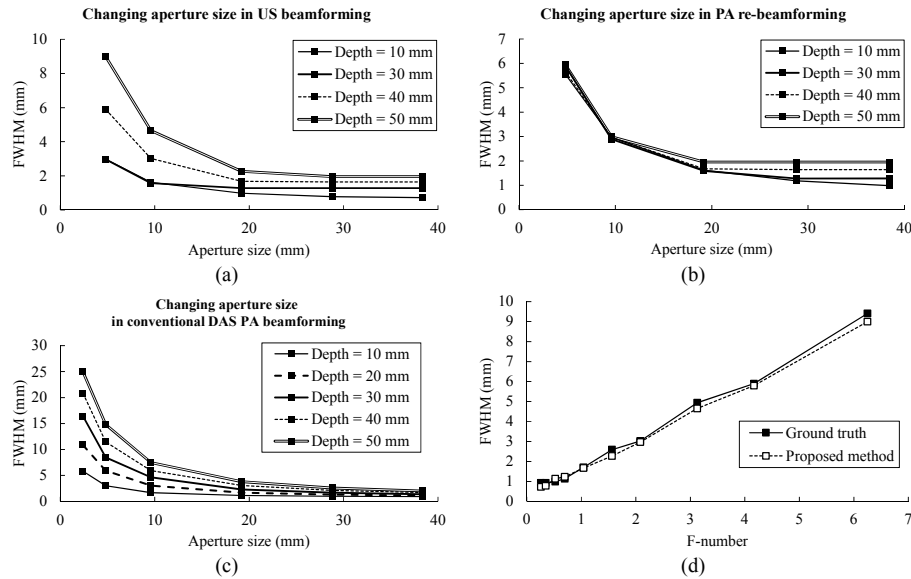 Changing aperture size in US beamforming
10
8
6
4
2
0
FWHM (mm)
Depth = 10 mm
Depth = 30 mm
Depth = 40 mm
Depth = 50 mm
0 10 20 30 40
Aperture size (mm)
(a)
Changing aperture size in PA re-beamforming
7
6
5
4
3
2
1
0
FWHM (mm)
Depth = 10 mm
Depth = 30 mm
Depth = 40 mm
Depth = 50 mm
0 10 20 30 40
Aperture size (mm)
(b)
Changing aperture size
in conventional DAS PA beamforming
30
25
20
15
10
5
0
FWHM (mm)
Depth = 10 mm
Depth = 20 mm
Depth = 30 mm
Depth = 40 mm
Depth = 50 mm
0 10 20 30 40
Aperture size (mm)
(c)
10
9
8
7
6
5
4
3
2
1
0
FWHM (mm)
Ground truth
Proposed method
0 1 2 3 4 5 6 7
F-number
(d)